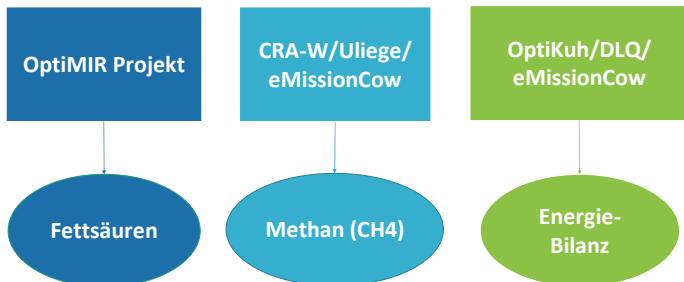 OptiMIR Projekt
CRA-W/Uliege/
eMissionCow
OptiKuh/DLQ/
eMissionCow
Fettsäuren
Methan (CH4)
Energie-
Bilanz